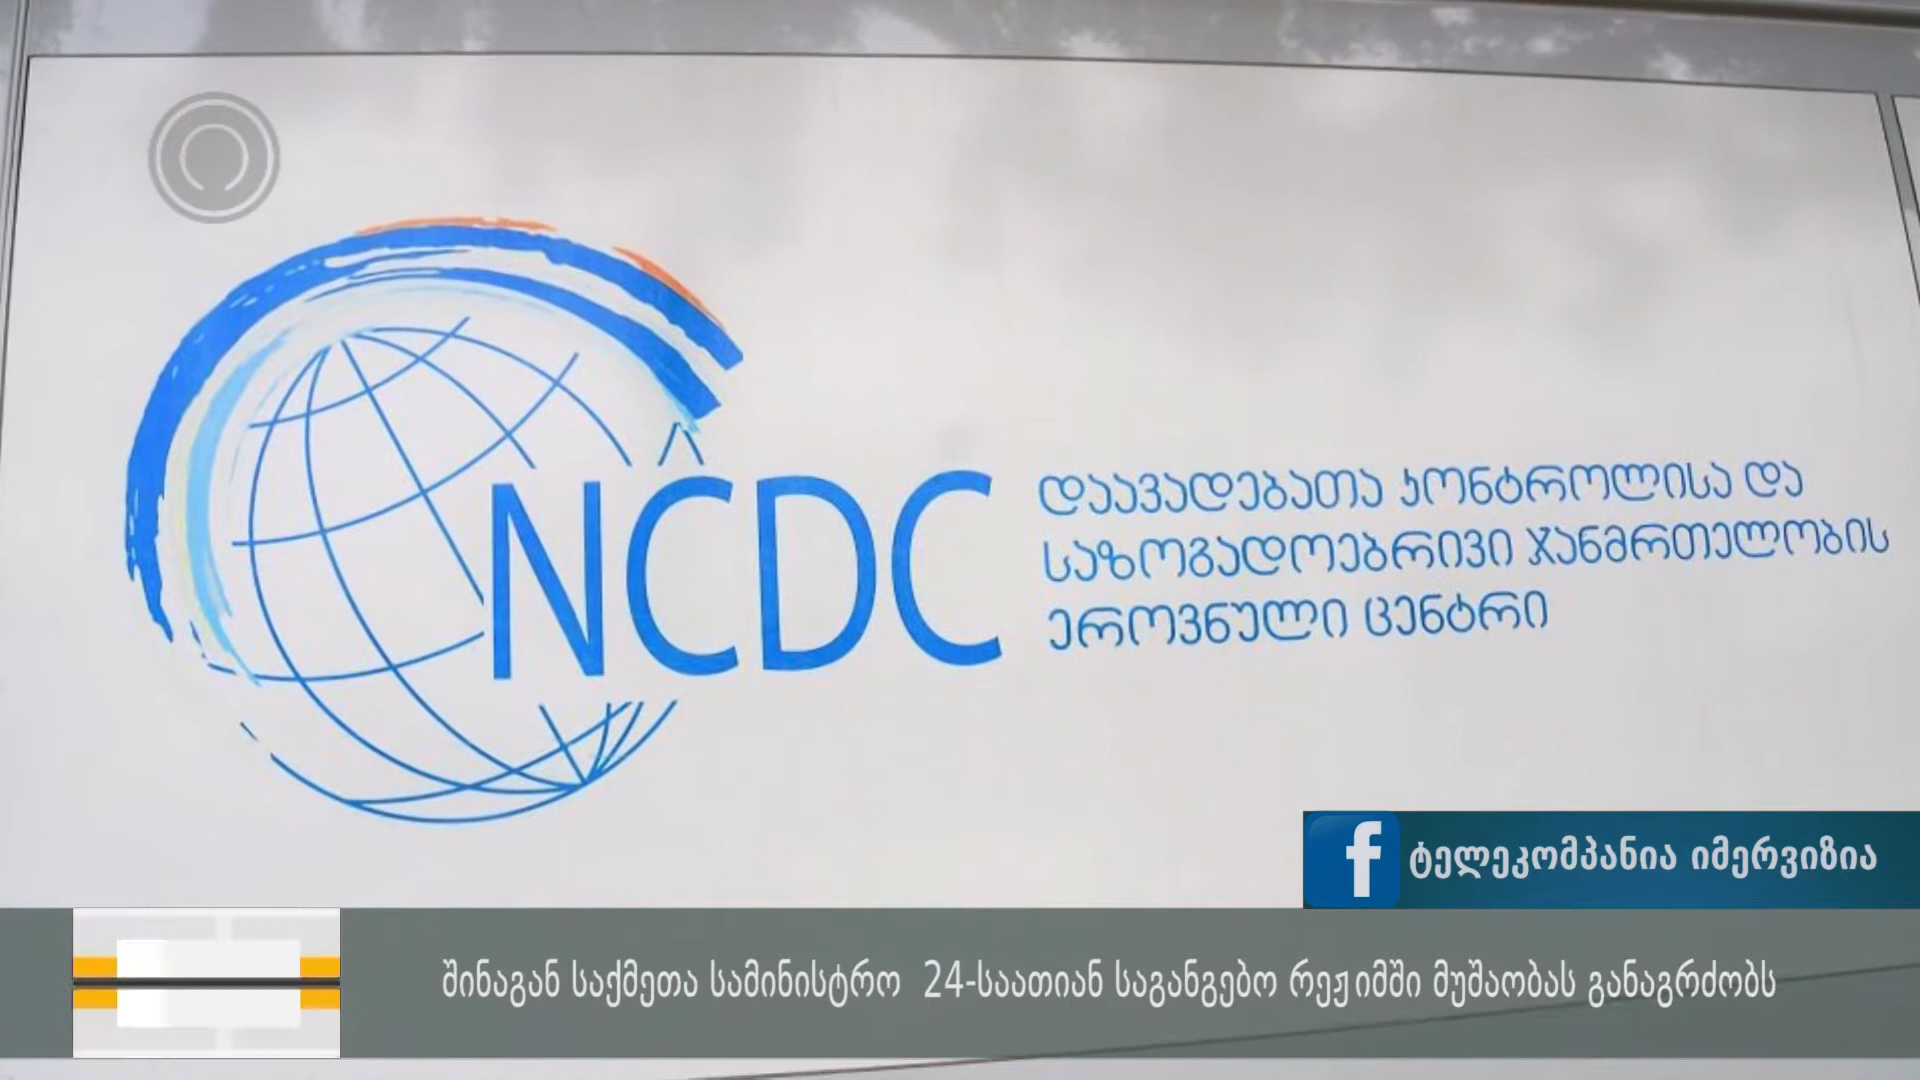 NCDC
დაავადებათა კონტროლისა და
საზოგადოებრივი ჯანმრთელობის
ეროვნული ცენტრი
ტელეკომპანია იმერვიზია
შინაგან საქმეთა სამინისტრო 24-საათიან საგანგებო რეჟიმში მუშაობას განაგრძობს